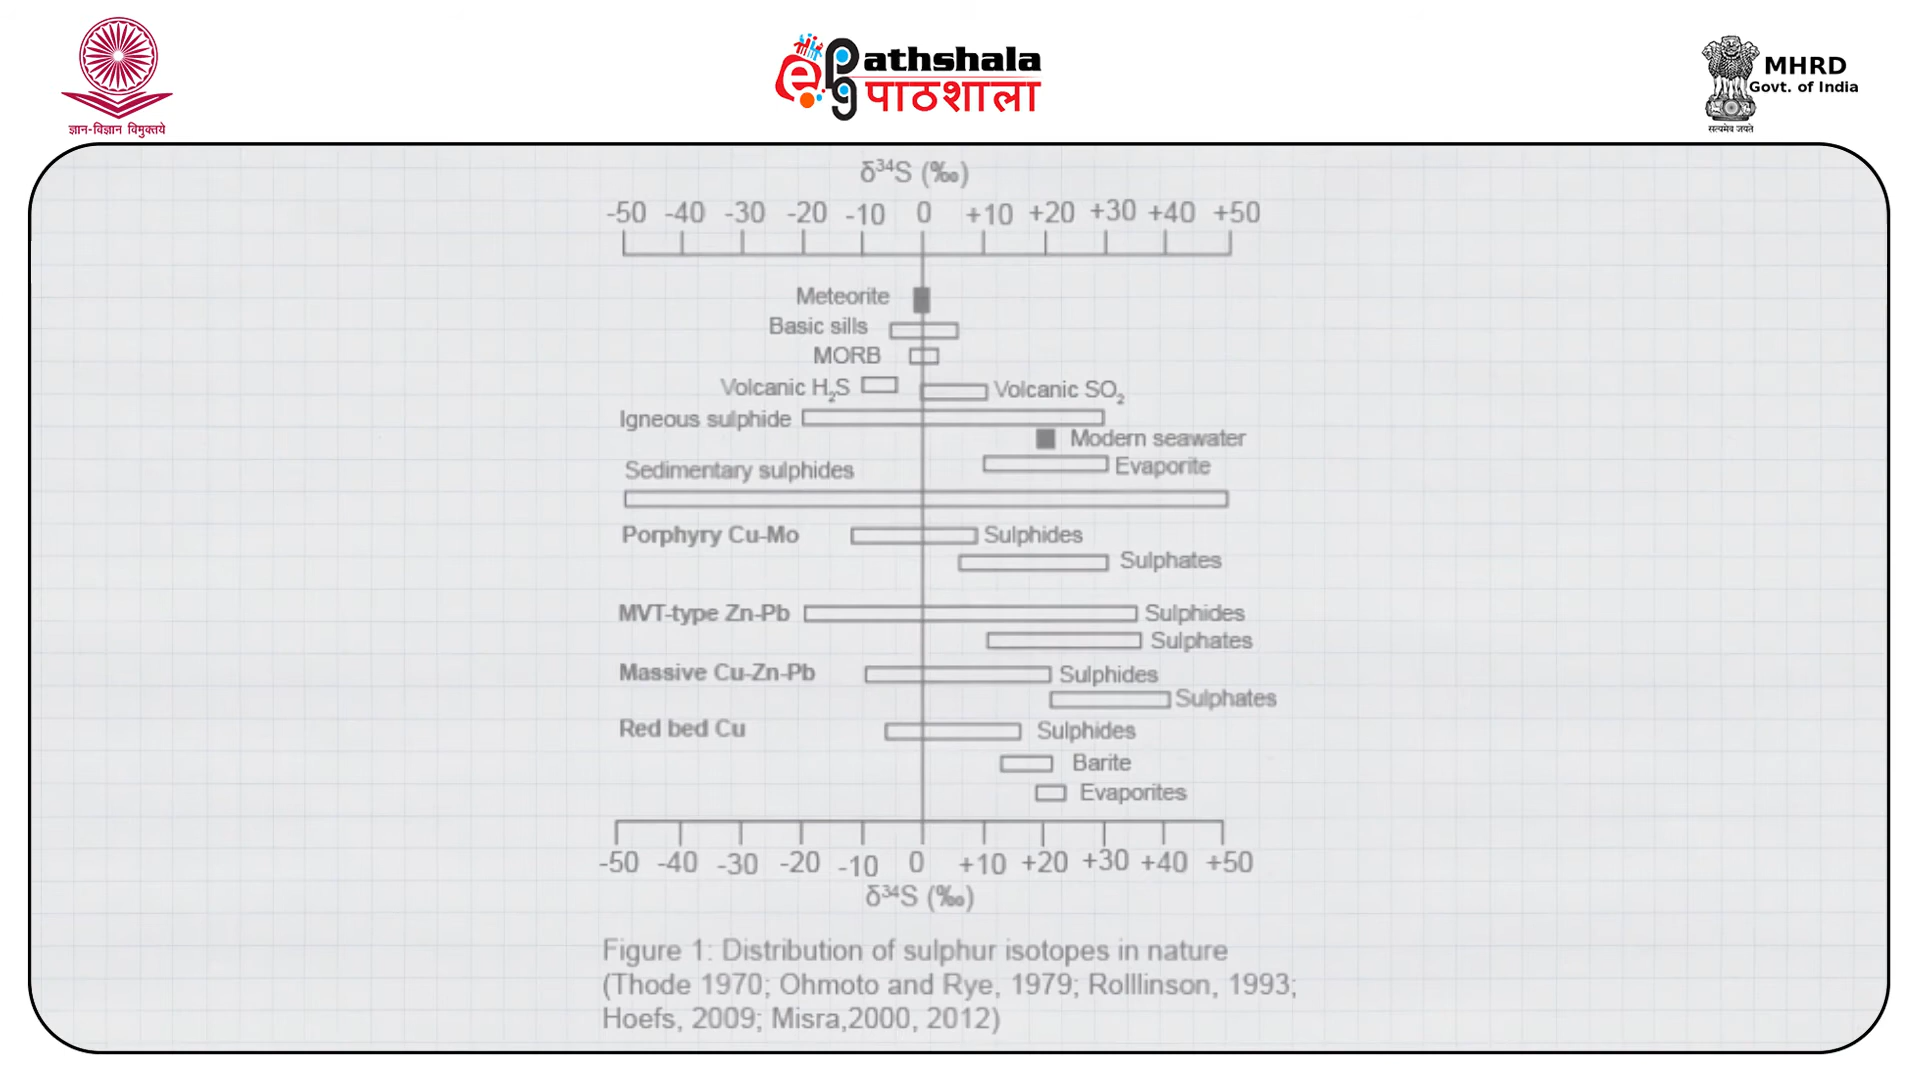 ज्ञान-विज्ञान विमुक्तये
ePg athshala
पाठशाला
MHRD
Govt. of India
सत्यमेव जयते
δ³⁴S (‰)
-50 -40 -30 -20 -10 0 +10 +20 +30 +40 +50
Meteorite
Basic sills
MORB
Volcanic H₂S Volcanic SO₂
Igneous sulphide
Modern seawater
Evaporite
Sedimentary sulphides
Porphyry Cu-Mo Sulphides
Sulphates
MVT-type Zn-Pb Sulphides
Sulphates
Massive Cu-Zn-Pb Sulphides
Sulphates
Red bed Cu Sulphides
Barite
Evaporites
-50 -40 -30 -20 -10 0 +10 +20 +30 +40 +50
δ³⁴S (‰)
Figure 1: Distribution of sulphur isotopes in nature
(Thode 1970; Ohmoto and Rye, 1979; Rolllinson, 1993;
Hoefs, 2009; Misra,2000, 2012)